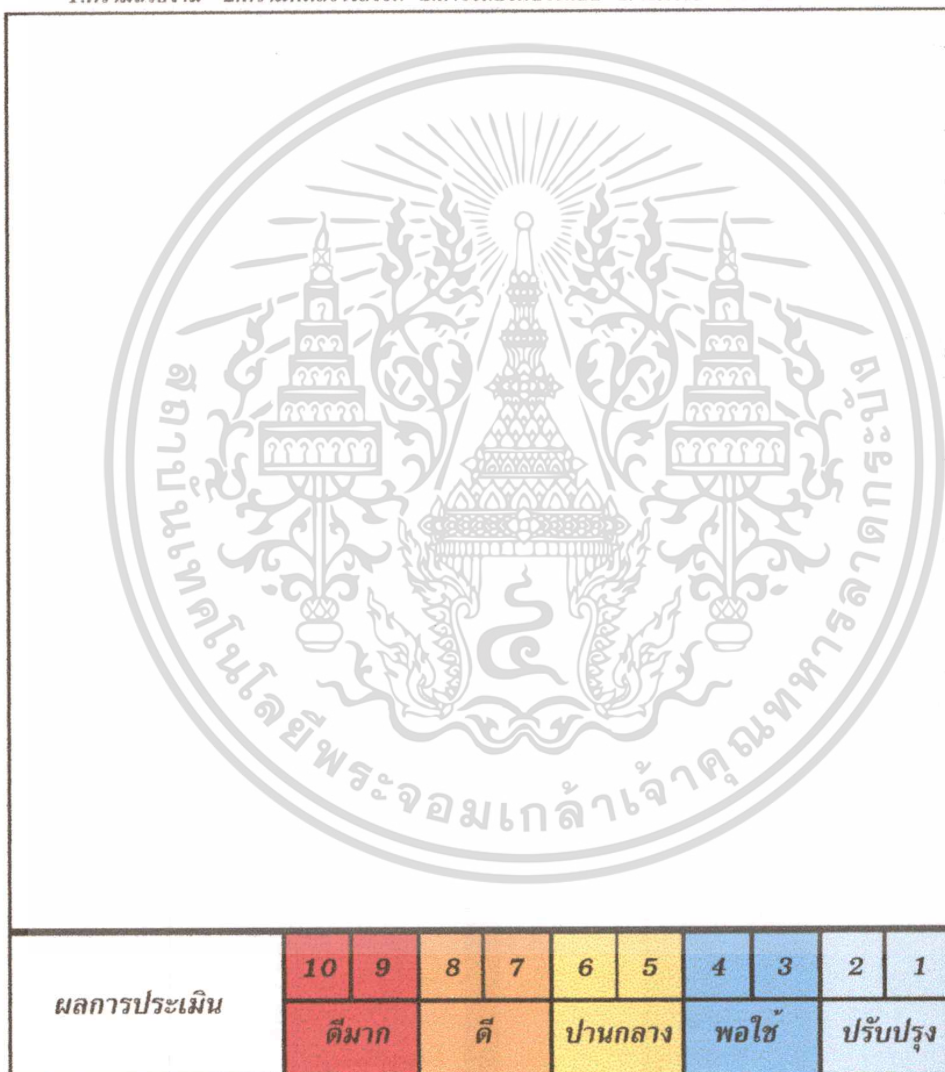 สถาบันเทคโนโลยีพระจอมเกล้าเจ้าคุณทหารลาดกระบัง
๔
ผลการประเมิน
10 9 8 7 6 5 4 3 2 1
ดีมาก ดี ปานกลาง พอใช้ ปรับปรุง